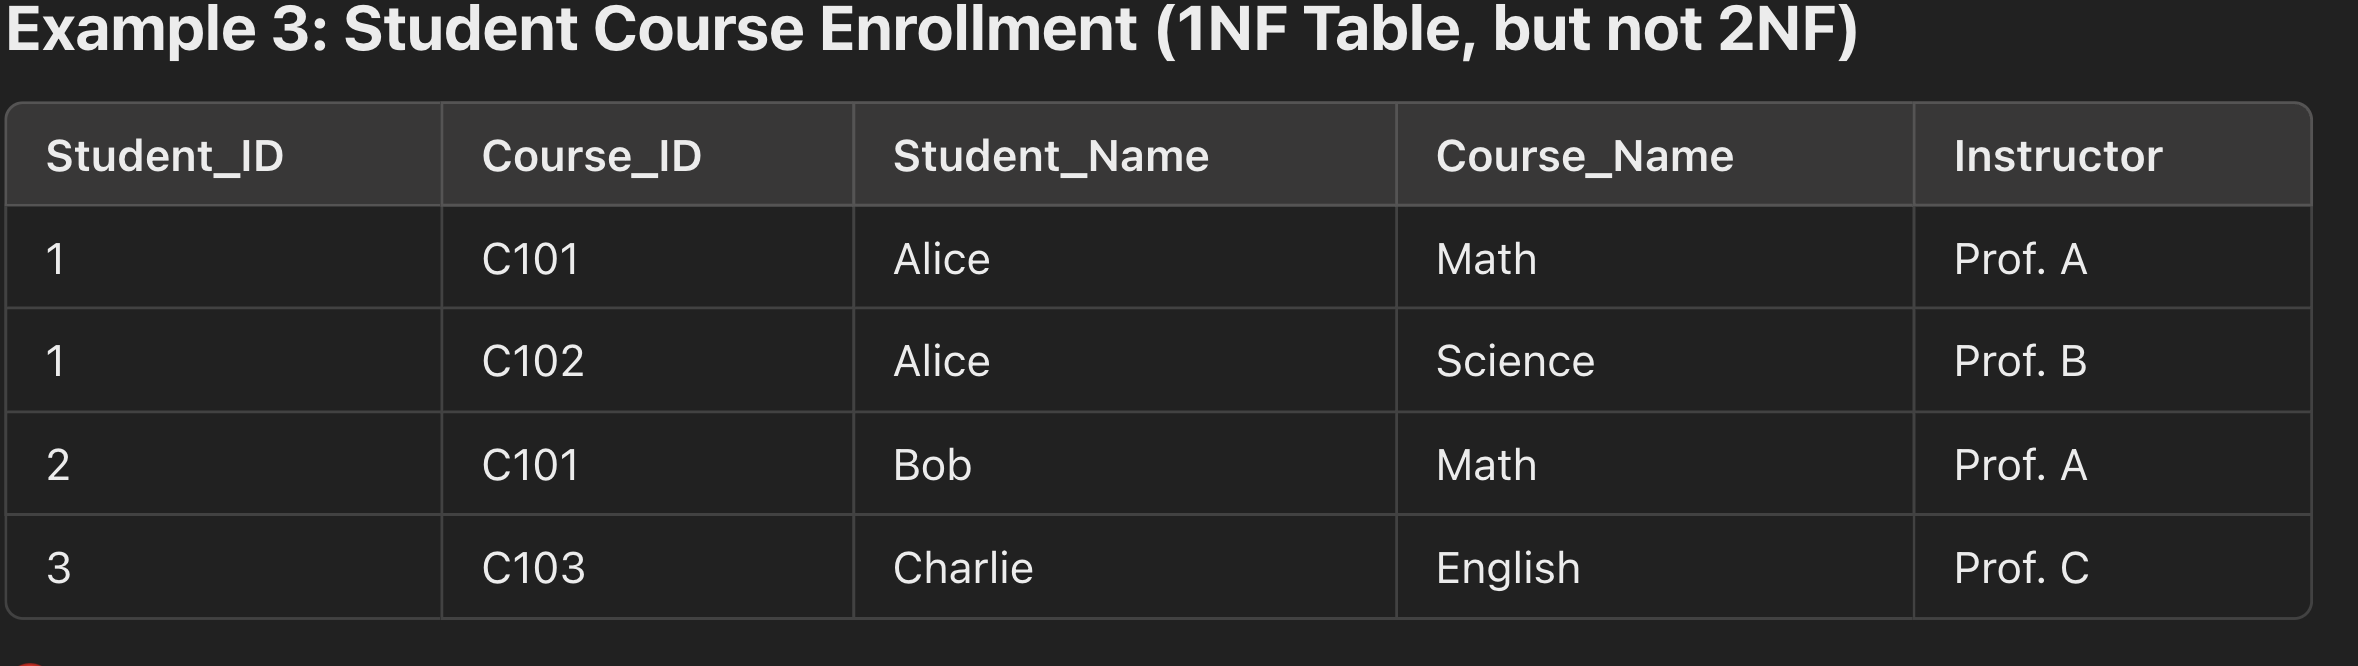 Example 3: Student Course Enrollment (1NF Table, but not 2NF)
Student_ID Course_ID Student_Name Course_Name Instructor
1 C101 Alice Math Prof. A
1 C102 Alice Science Prof. B
2 C101 Bob Math Prof. A
3 C103 Charlie English Prof. C